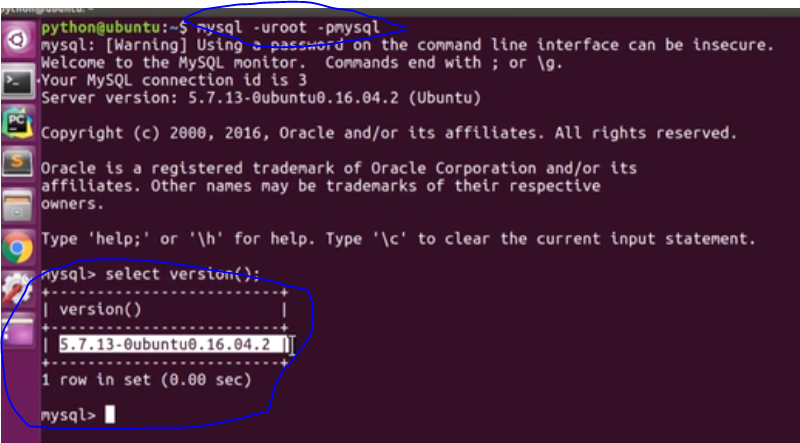 python@ubuntu:~$ mysql -uroot -pmysql
mysql: [Warning] Using a password on the command line interface can be insecure.
Welcome to the MySQL monitor.  Commands end with ; or \g.
Your MySQL connection id is 3
Server version: 5.7.13-0ubuntu0.16.04.2 (Ubuntu)
Copyright (c) 2000, 2016, Oracle and/or its affiliates. All rights reserved.
Oracle is a registered trademark of Oracle Corporation and/or its
affiliates. Other names may be trademarks of their respective
owners.
Type 'help;' or '\h' for help. Type '\c' to clear the current input statement.
mysql> select version();
+-------------------------+
| version()               |
+-------------------------+
| 5.7.13-0ubuntu0.16.04.2 |
+-------------------------+
1 row in set (0.00 sec)
mysql>